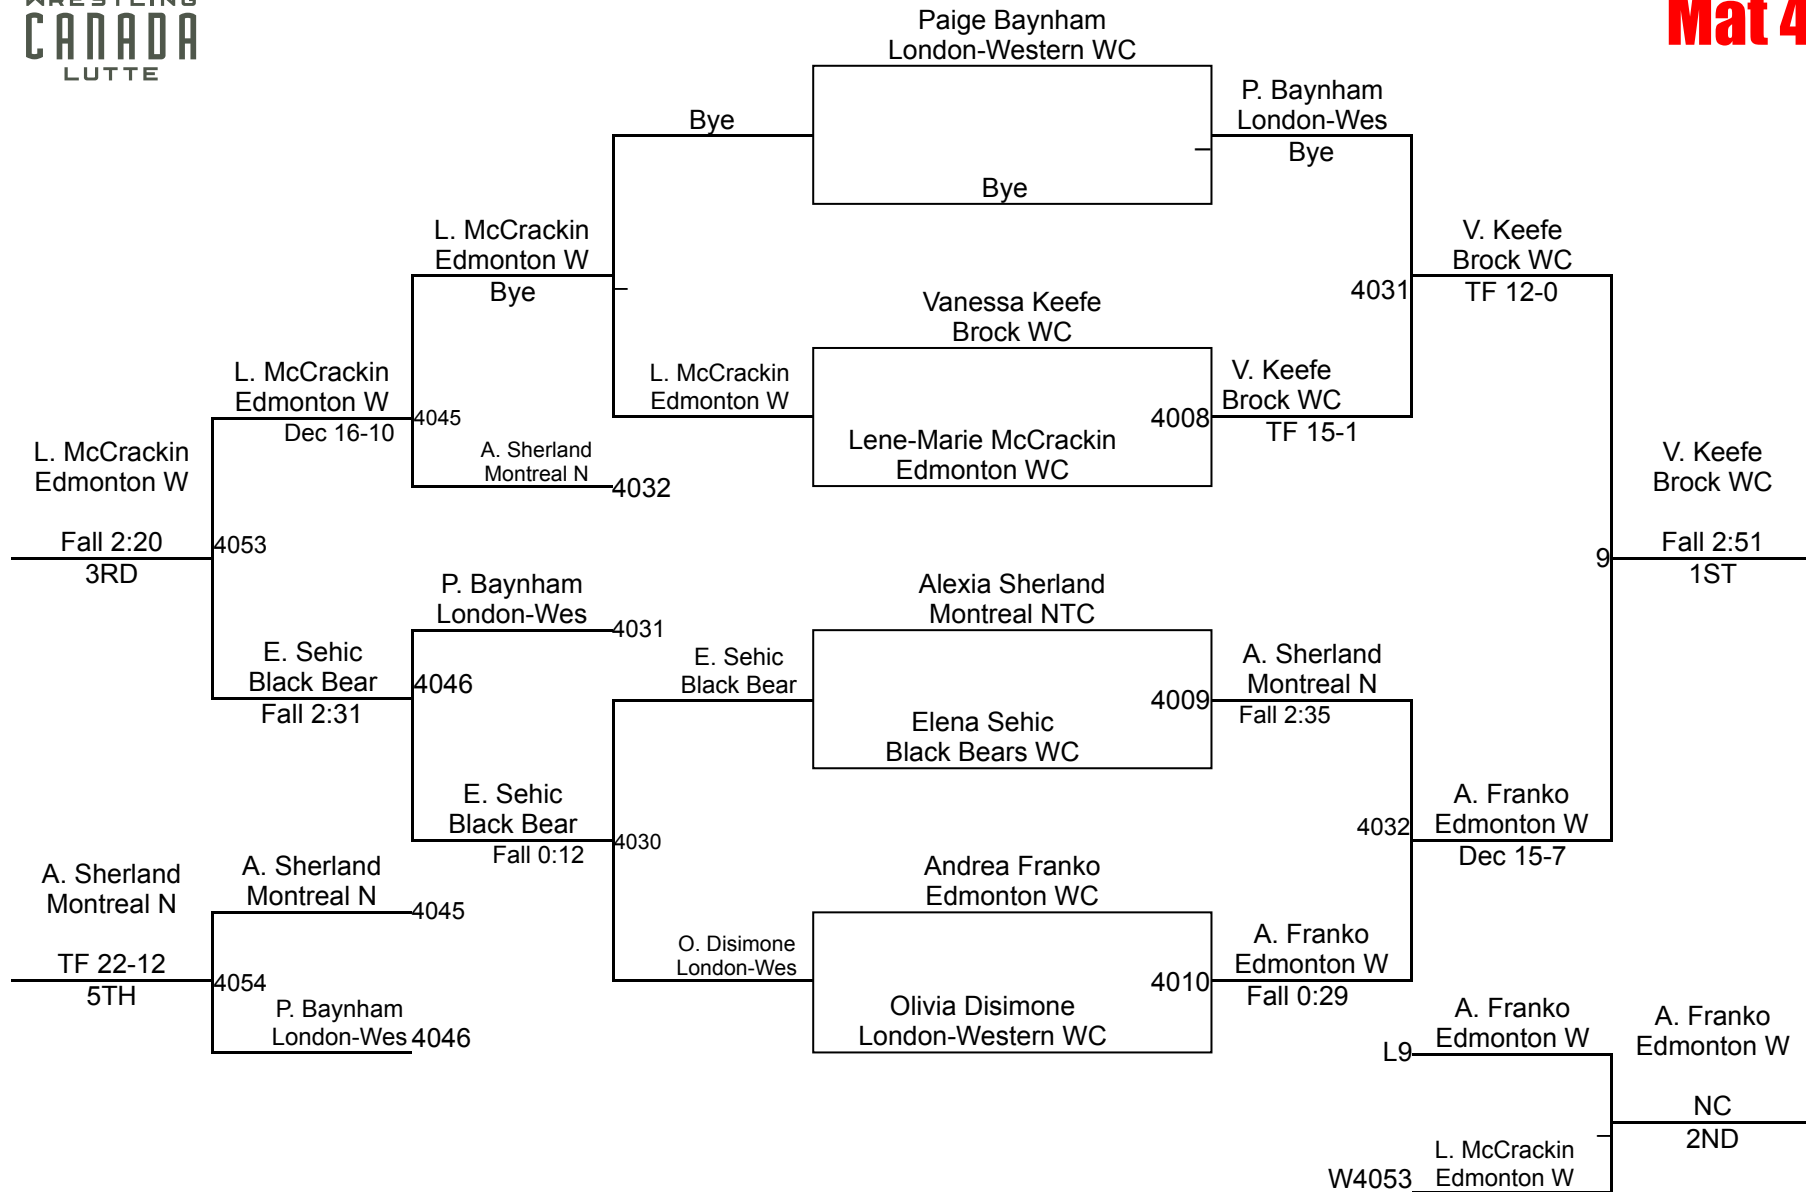 WRESTLING
CANADA
LUTTE
Mat 4
Paige Baynham
London-Western WC
Bye
P. Baynham
London-Wes
Bye
Bye
L. McCrackin
Edmonton W
Bye
V. Keefe
Brock WC
TF 12-0
4031
Vanessa Keefe
Brock WC
L. McCrackin
Edmonton W
Dec 16-10
4045
L. McCrackin
Edmonton W
4008
V. Keefe
Brock WC
TF 15-1
Lene-Marie McCrackin
Edmonton WC
A. Sherland
Montreal N
4032
L. McCrackin
Edmonton W
Fall 2:20
3RD
4053
V. Keefe
Brock WC
9
Fall 2:51
1ST
P. Baynham
London-Wes
4031
Alexia Sherland
Montreal NTC
E. Sehic
Black Bear
Fall 2:31
4046
E. Sehic
Black Bear
4009
A. Sherland
Montreal N
Fall 2:35
Elena Sehic
Black Bears WC
E. Sehic
Black Bear
Fall 0:12
4030
4032
A. Franko
Edmonton W
Dec 15-7
Andrea Franko
Edmonton WC
A. Sherland
Montreal N
TF 22-12
5TH
A. Sherland
Montreal N
4045
4054
P. Baynham
London-Wes
4046
O. Disimone
London-Wes
4010
A. Franko
Edmonton W
Fall 0:29
Olivia Disimone
London-Western WC
L9
A. Franko
Edmonton W
A. Franko
Edmonton W
NC
2ND
W4053
L. McCrackin
Edmonton W